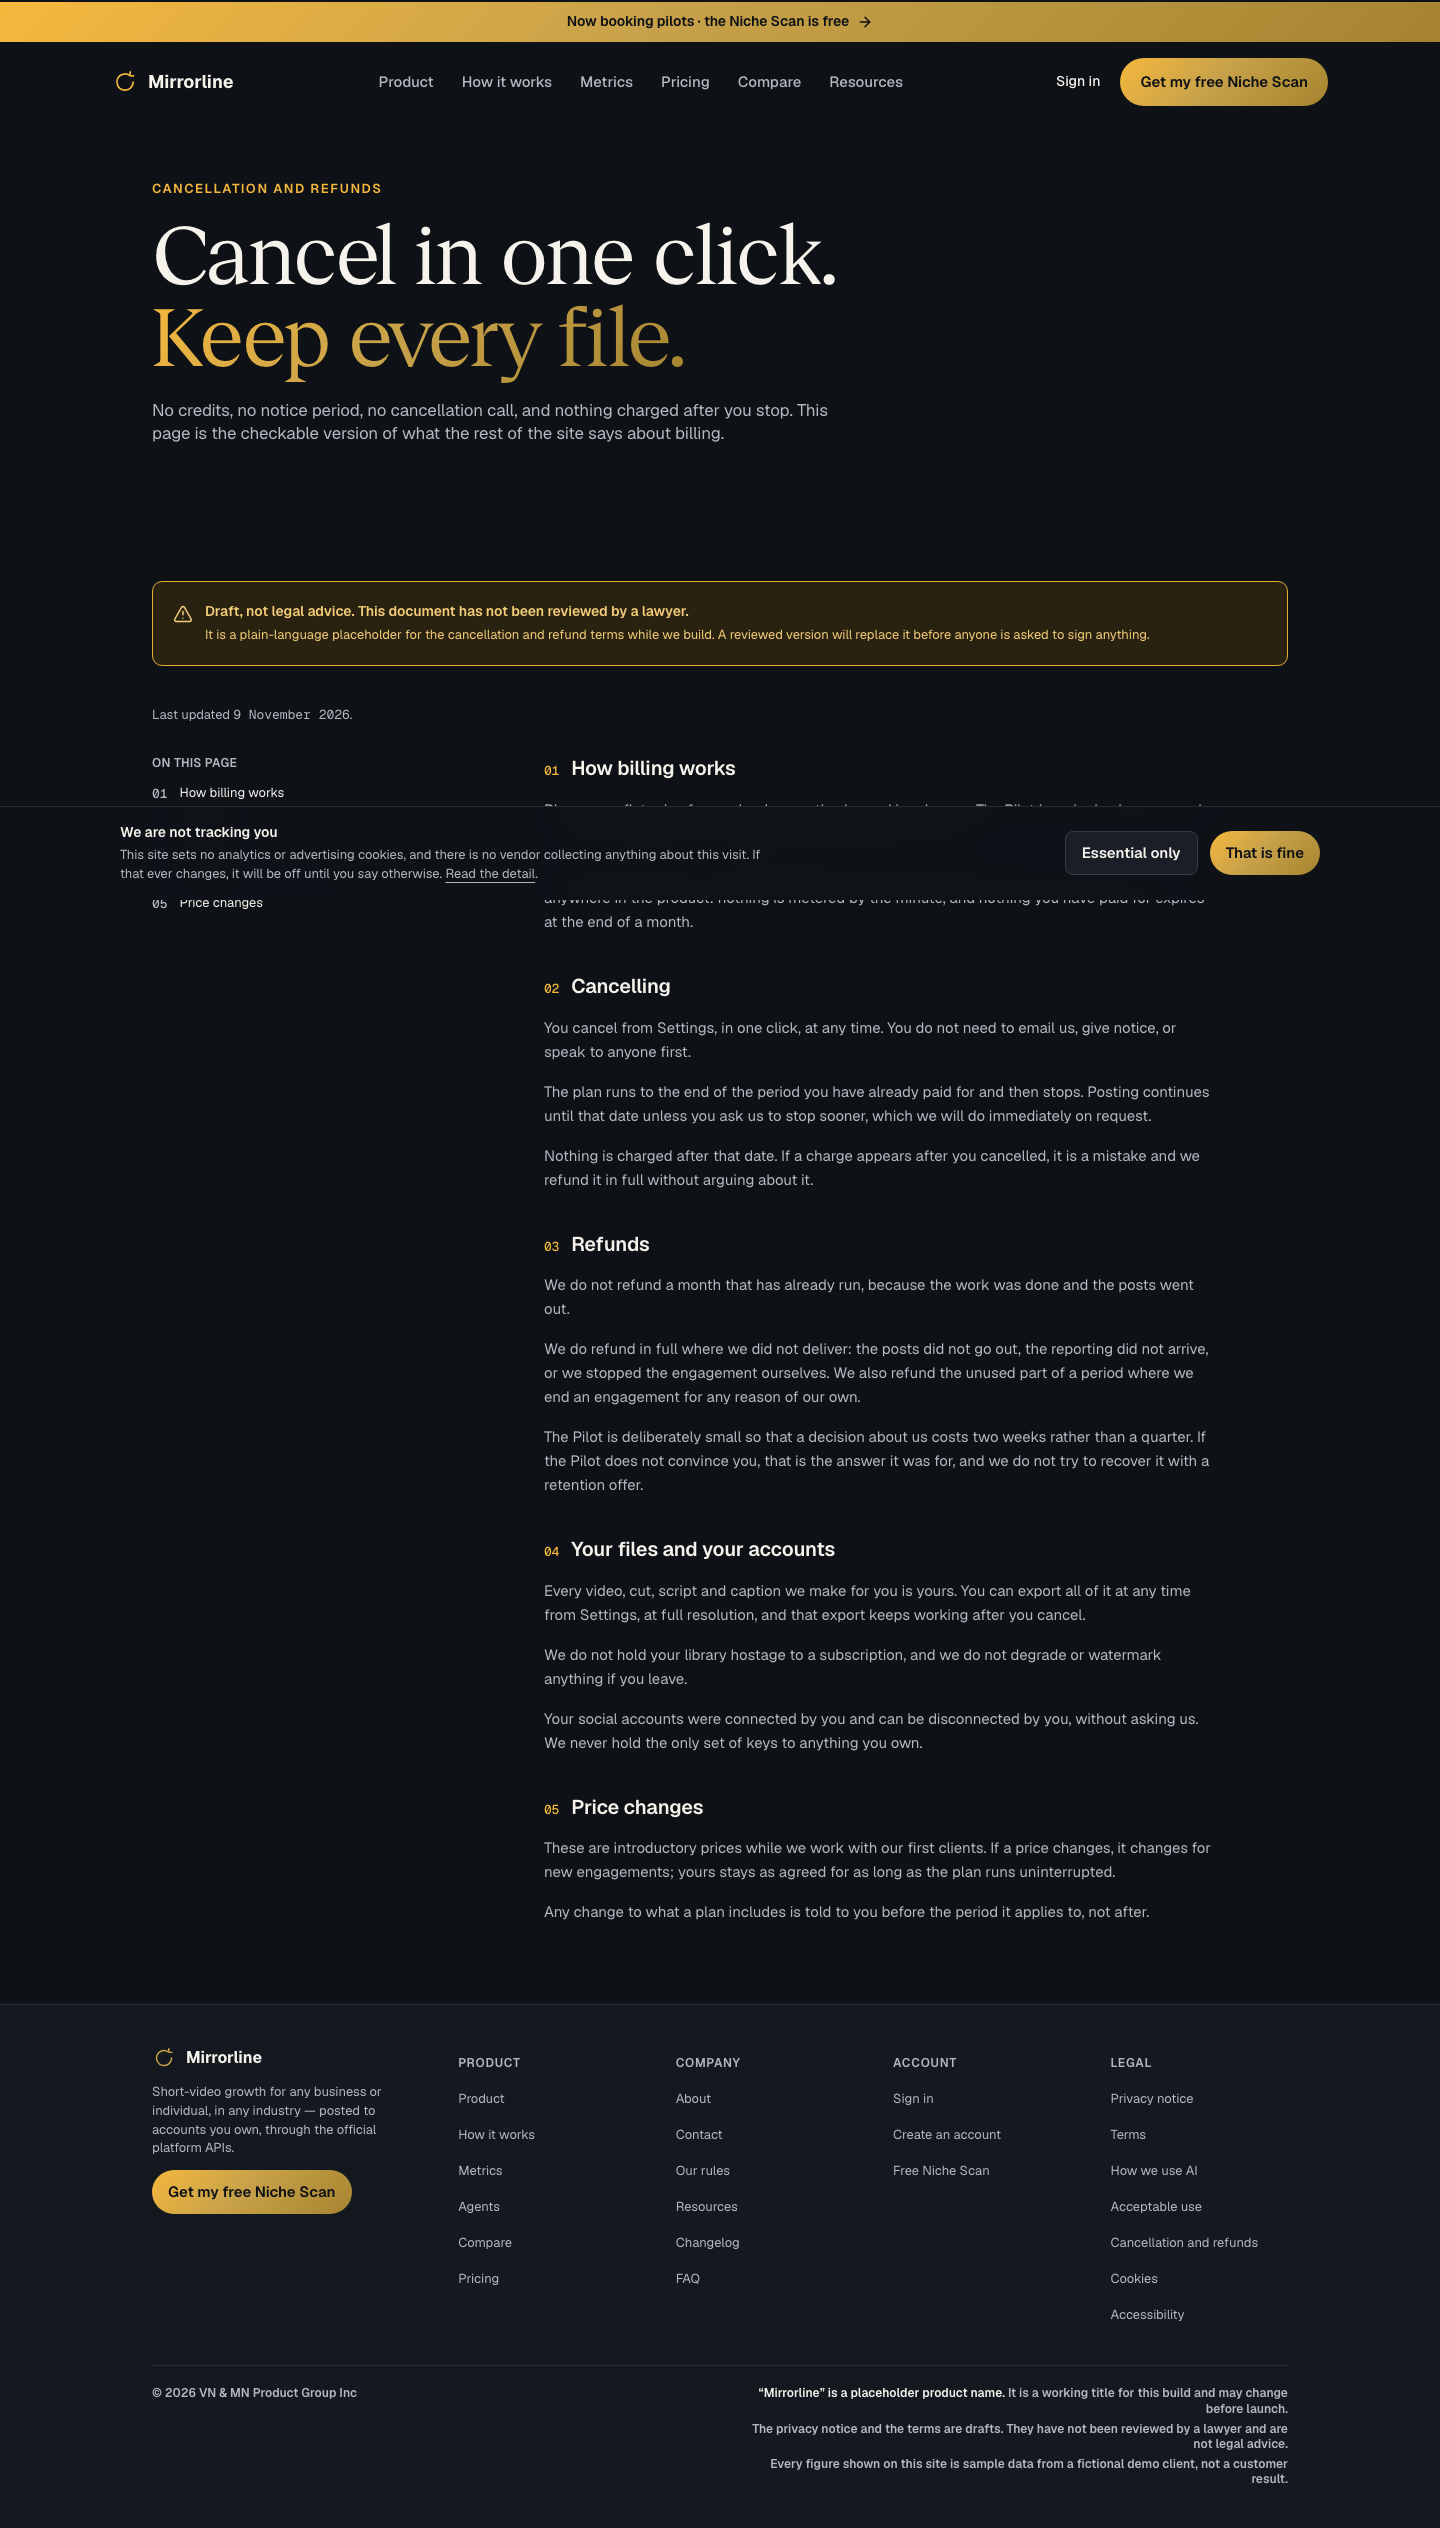 Now booking pilots · the Niche Scan is free →
Mirrorline
Product How it works Metrics Pricing Compare Resources
Sign in
Get my free Niche Scan
CANCELLATION AND REFUNDS
Cancel in one click.
Keep every file.
No credits, no notice period, no cancellation call, and nothing charged after you stop. This
page is the checkable version of what the rest of the site says about billing.
Draft, not legal advice. This document has not been reviewed by a lawyer.
It is a plain-language placeholder for the cancellation and refund terms while we build. A reviewed version will replace it before anyone is asked to sign anything.
Last updated 9 November 2026.
ON THIS PAGE
01 How billing works
01 How billing works
We are not tracking you
This site sets no analytics or advertising cookies, and there is no vendor collecting anything about this visit. If
that ever changes, it will be off until you say otherwise. Read the detail.
Essential only
That is fine
05 Price changes
anywhere in the product: nothing is metered by the minute, and nothing you have paid for expires
at the end of a month.
02 Cancelling
You cancel from Settings, in one click, at any time. You do not need to email us, give notice, or
speak to anyone first.
The plan runs to the end of the period you have already paid for and then stops. Posting continues
until that date unless you ask us to stop sooner, which we will do immediately on request.
Nothing is charged after that date. If a charge appears after you cancelled, it is a mistake and we
refund it in full without arguing about it.
03 Refunds
We do not refund a month that has already run, because the work was done and the posts went
out.
We do refund in full where we did not deliver: the posts did not go out, the reporting did not arrive,
or we stopped the engagement ourselves. We also refund the unused part of a period where we
end an engagement for any reason of our own.
The Pilot is deliberately small so that a decision about us costs two weeks rather than a quarter. If
the Pilot does not convince you, that is the answer it was for, and we do not try to recover it with a
retention offer.
04 Your files and your accounts
Every video, cut, script and caption we make for you is yours. You can export all of it at any time
from Settings, at full resolution, and that export keeps working after you cancel.
We do not hold your library hostage to a subscription, and we do not degrade or watermark
anything if you leave.
Your social accounts were connected by you and can be disconnected by you, without asking us.
We never hold the only set of keys to anything you own.
05 Price changes
These are introductory prices while we work with our first clients. If a price changes, it changes for
new engagements; yours stays as agreed for as long as the plan runs uninterrupted.
Any change to what a plan includes is told to you before the period it applies to, not after.
Mirrorline
Short-video growth for any business or
individual, in any industry — posted to
accounts you own, through the official
platform APIs.
Get my free Niche Scan
PRODUCT
Product
How it works
Metrics
Agents
Compare
Pricing
COMPANY
About
Contact
Our rules
Resources
Changelog
FAQ
ACCOUNT
Sign in
Create an account
Free Niche Scan
LEGAL
Privacy notice
Terms
How we use AI
Acceptable use
Cancellation and refunds
Cookies
Accessibility
© 2026 VN & MN Product Group Inc
“Mirrorline” is a placeholder product name. It is a working title for this build and may change
before launch.
The privacy notice and the terms are drafts. They have not been reviewed by a lawyer and are
not legal advice.
Every figure shown on this site is sample data from a fictional demo client, not a customer
result.